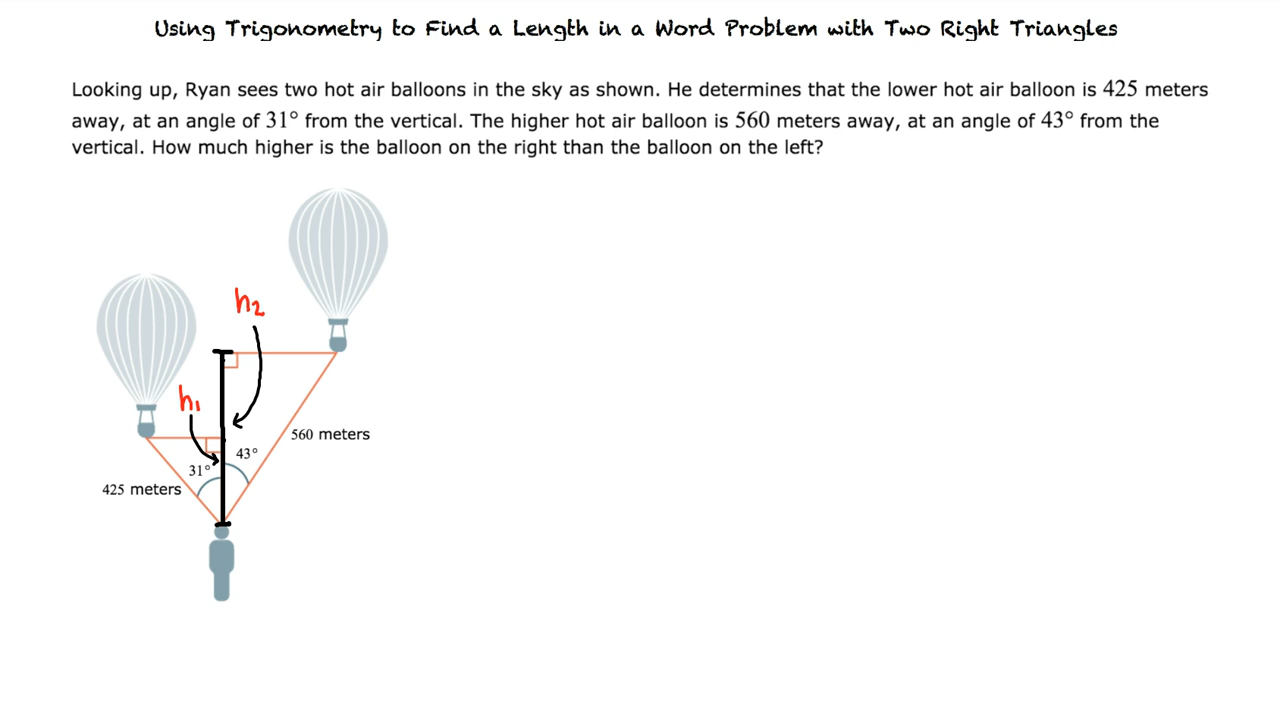 Using Trigonometry to Find a Length in a Word Problem with Two Right Triangles
Looking up, Ryan sees two hot air balloons in the sky as shown. He determines that the lower hot air balloon is 425 meters
away, at an angle of 31° from the vertical. The higher hot air balloon is 560 meters away, at an angle of 43° from the
vertical. How much higher is the balloon on the right than the balloon on the left?
h2
h1
560 meters
43°
31°
425 meters